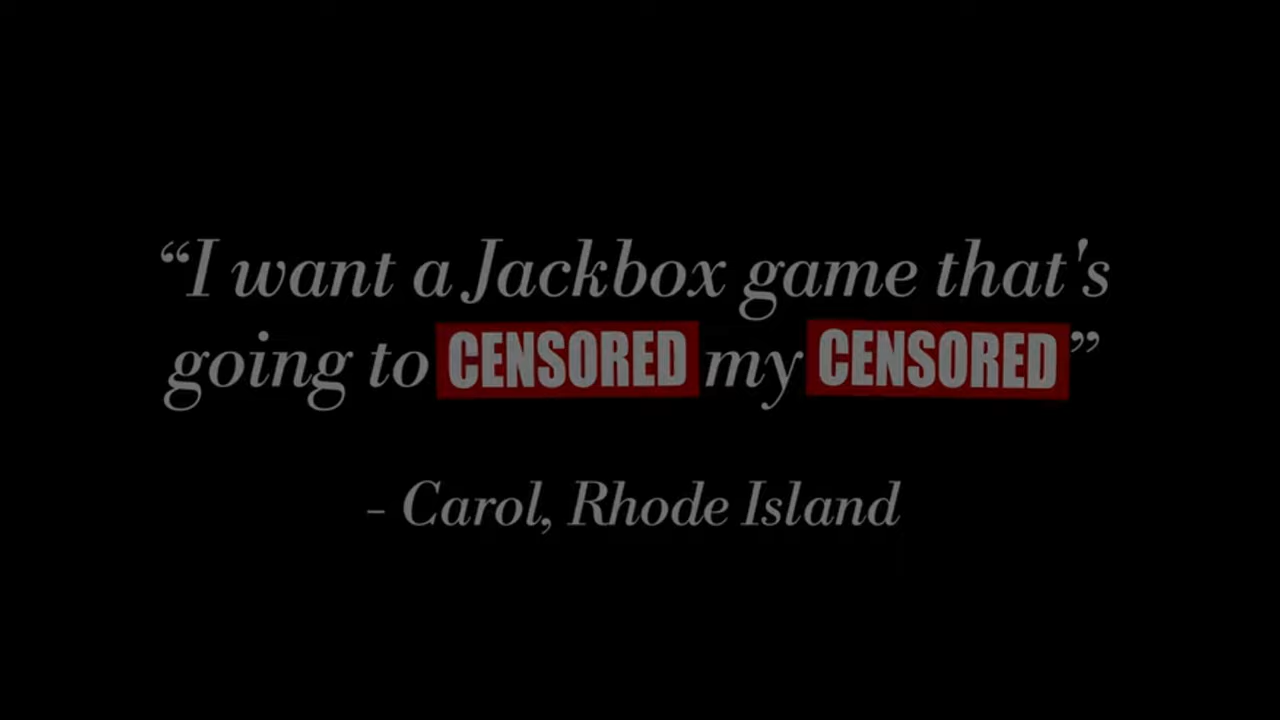 “I want a Jackbox game that's
going to CENSORED my CENSORED”
- Carol, Rhode Island